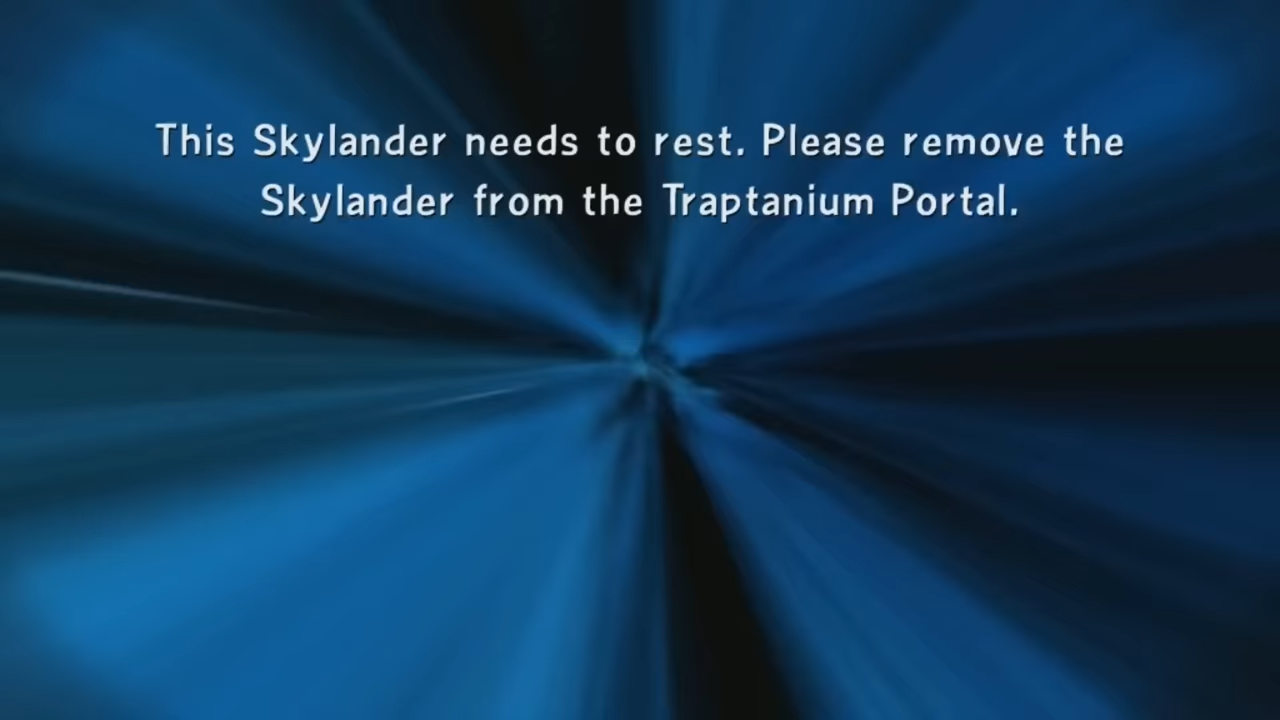 This Skylander needs to rest. Please remove the
Skylander from the Traptanium Portal.